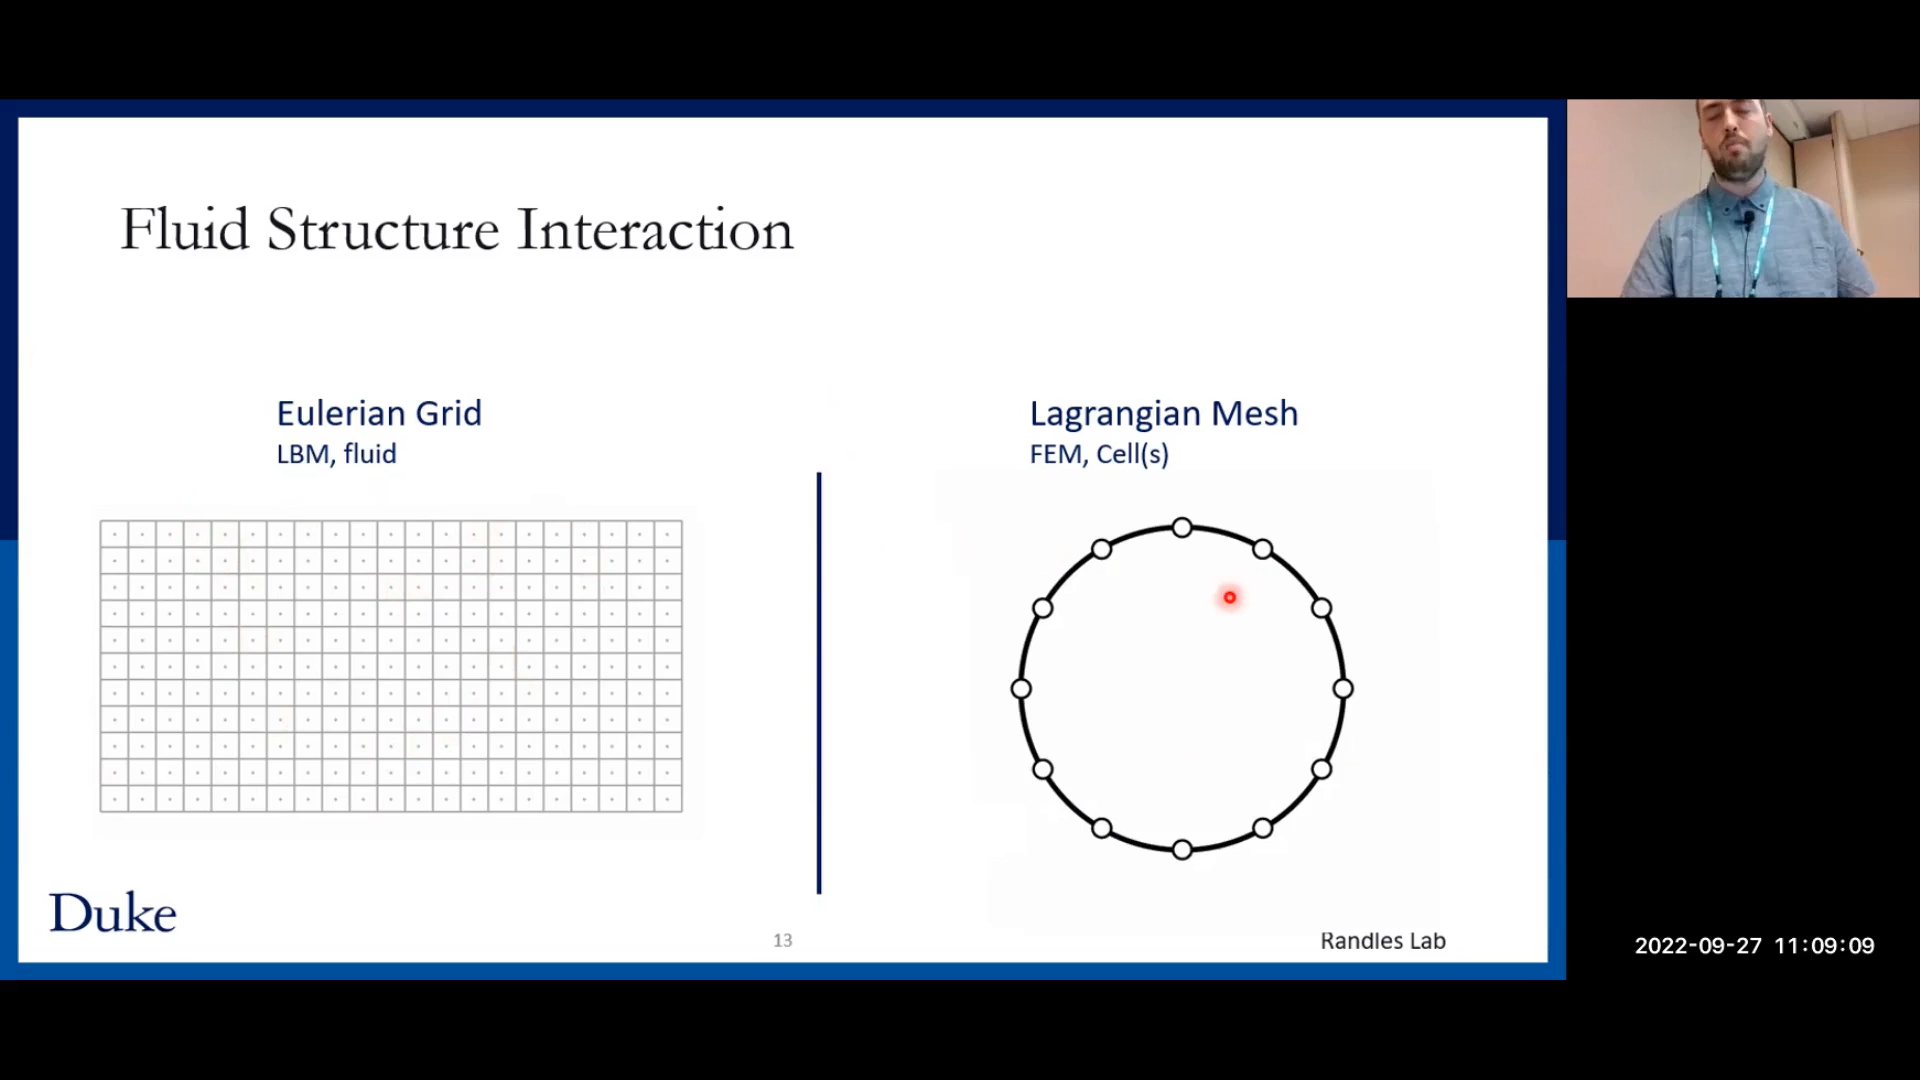 Fluid Structure Interaction
Eulerian Grid
LBM, fluid
Lagrangian Mesh
FEM, Cell(s)
Duke
13
Randles Lab
2022-09-27 11:09:09